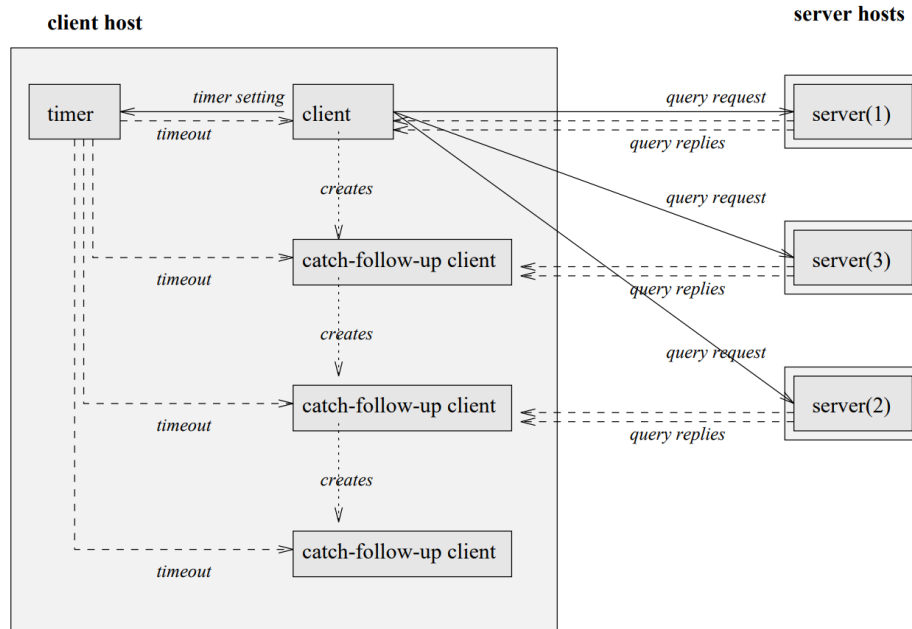 client host
server hosts
timer
timer setting
timeout
client
query request
query replies
server(1)
creates
query request
catch-follow-up client
timeout
query replies
server(3)
creates
query request
catch-follow-up client
timeout
query replies
server(2)
creates
catch-follow-up client
timeout